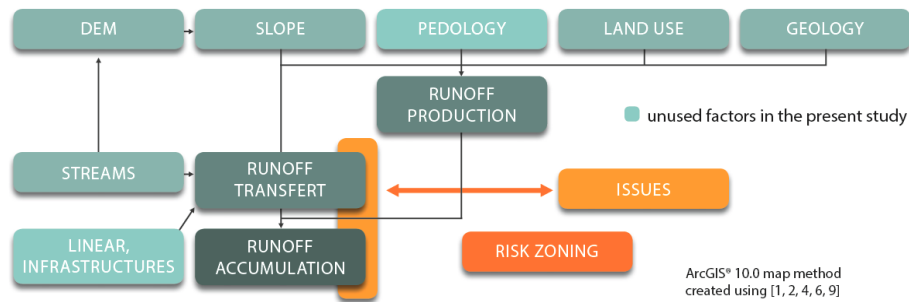 DEM
SLOPE
PEDOLOGY
LAND USE
GEOLOGY
RUNOFF
PRODUCTION
unused factors in the present study
STREAMS
RUNOFF
TRANSFERT
ISSUES
LINEAR,
INFRASTRUCTURES
RUNOFF
ACCUMULATION
RISK ZONING
ArcGIS® 10.0 map method
created using [1, 2, 4, 6, 9]